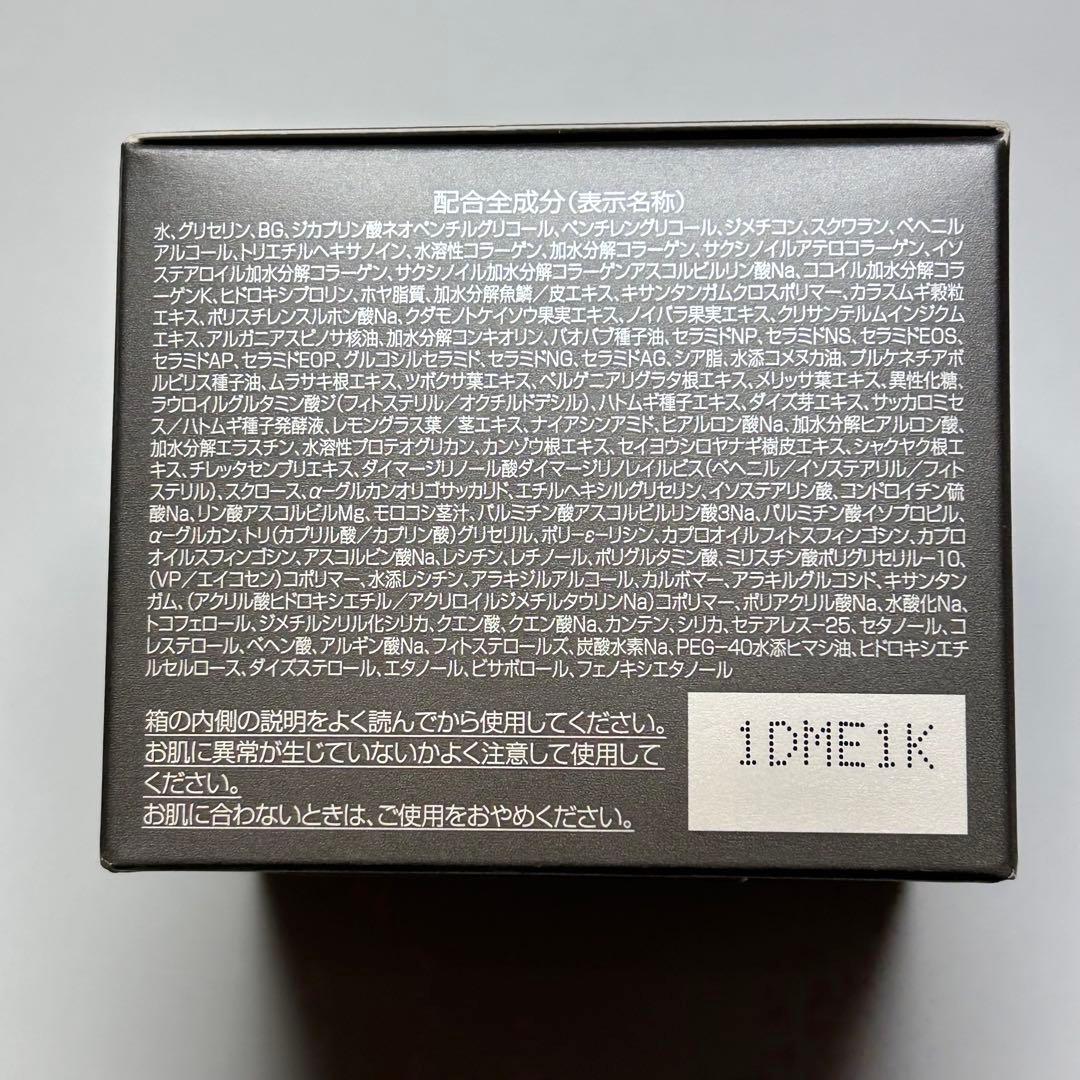 配合全成分(表示名称)
水、グリセリン、BG、ジカプリン酸ネオペンチルグリコール、ペンチレングリコール、ジメチコン、スクワラン、ベヘニル
アルコール、トリエチルヘキサノイン、水溶性コラーゲン、加水分解コラーゲン、サクシノイルアテロコラーゲン、イソ
ステアロイル加水分解コラーゲン、サクシノイル加水分解コラーゲンアスコルビルリン酸Na、ココイル加水分解コラ
ーゲンK、ヒドロキシプロリン、ホヤ脂質、加水分解魚鱗/皮エキス、キサンタンガムクロスポリマー、カラスムギ穀粒
エキス、ポリスチレンスルホン酸Na、クダモノトケイソウ果実エキス、ノイバラ果実エキス、クリサンテルムインジクム
エキス、アルガニアスピノサ核油、加水分解コンキオリン、バオバブ種子油、セラミドNP、セラミドNS、セラミドEOS、
セラミドAP、セラミドEOP、グルコシルセラミド、セラミドNG、セラミドAG、シア脂、水添コメヌカ油、プルケネチアボ
ルビリス種子油、ムラサキ根エキス、ツボクサ葉エキス、ベルゲニアリグラタ根エキス、メリッサ葉エキス、異性化糖、
ラウロイルグルタミン酸ジ(フィトステリル/オクチルドデシル)、ハトムギ種子エキス、ダイズ芽エキス、サッカロミセ
ス/ハトムギ種子発酵液、レモングラス葉/茎エキス、ナイアシンアミド、ヒアルロン酸Na、加水分解ヒアルロン酸、
加水分解エラスチン、水溶性プロテオグリカン、カンゾウ根エキス、セイヨウシロヤナギ樹皮エキス、シャクヤク根エ
キス、チレッタセンブリエキス、ダイマージリノール酸ダイマージリノレイルビス(ベヘニル/イソステアリル/フィト
ステリル)、スクロース、α-グルカンオリゴサッカリド、エチルヘキシルグリセリン、イソステアリン酸、コンドロイチン硫
酸Na、リン酸アスコルビルMg、モロコシ茎汁、パルミチン酸アスコルビルリン酸3Na、パルミチン酸イソプロピル、
α-グルカン、トリ(カプリル酸/カプリン酸)グリセリル、ポリ-ε-リシン、カプロオイルフィトスフィンゴシン、カプロ
オイルスフィンゴシン、アスコルビン酸Na、レシチン、レチノール、ポリグルタミン酸、ミリスチン酸ポリグリセリル-10、
(VP/エイコセン)コポリマー、水添レシチン、アラキジルアルコール、カルボマー、アラキルグルコシド、キサンタン
ガム、(アクリル酸ヒドロキシエチル/アクリロイルジメチルタウリンNa)コポリマー、ポリアクリル酸Na、水酸化Na、
トコフェロール、ジメチルシリル化シリカ、クエン酸、クエン酸Na、カンテン、シリカ、セテアレス-25、セタノール、コ
レステロール、ベヘン酸、アルギン酸Na、フィトステロールズ、炭酸水素Na、PEG-40水添ヒマシ油、ヒドロキシエチ
ルセルロース、ダイズステロール、エタノール、ビサボロール、フェノキシエタノール
箱の内側の説明をよく読んでから使用してください。
お肌に異常が生じていないかよく注意して使用して
ください。
お肌に合わないときは、ご使用をおやめください。
1DME1K